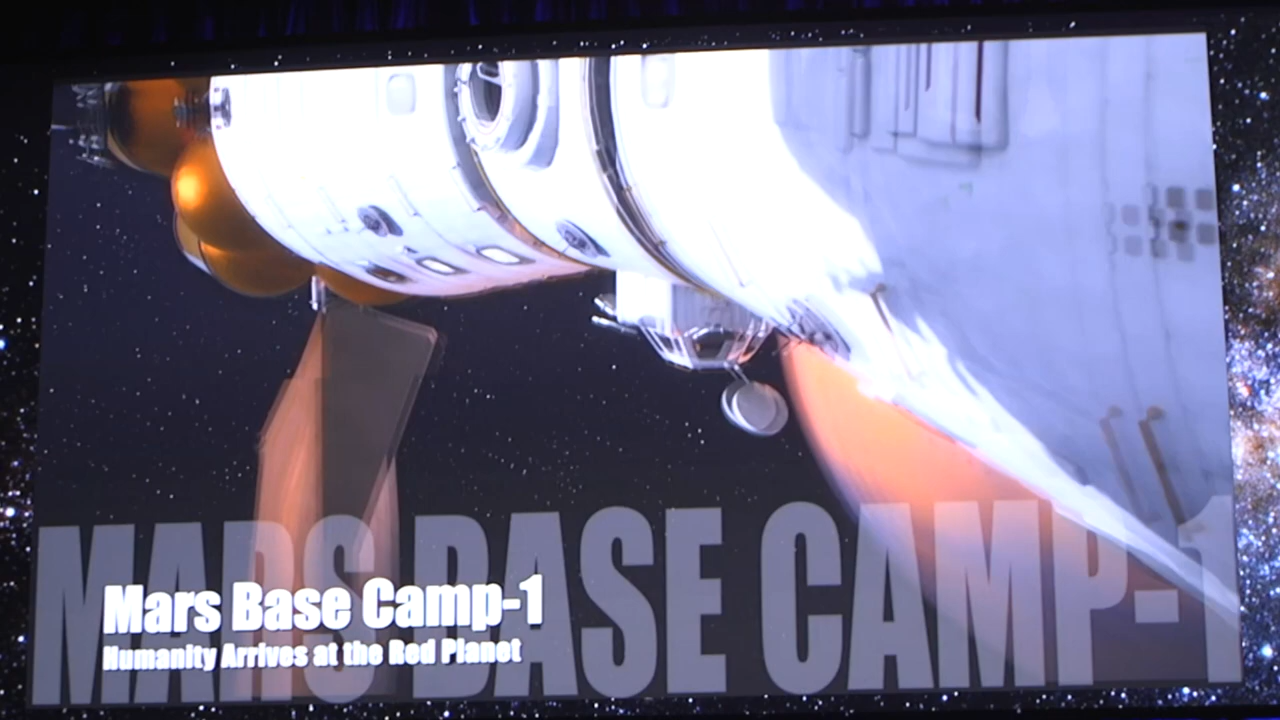 MARS BASE CAMP-1
Mars Base Camp-1
Humanity Arrives at the Red Planet